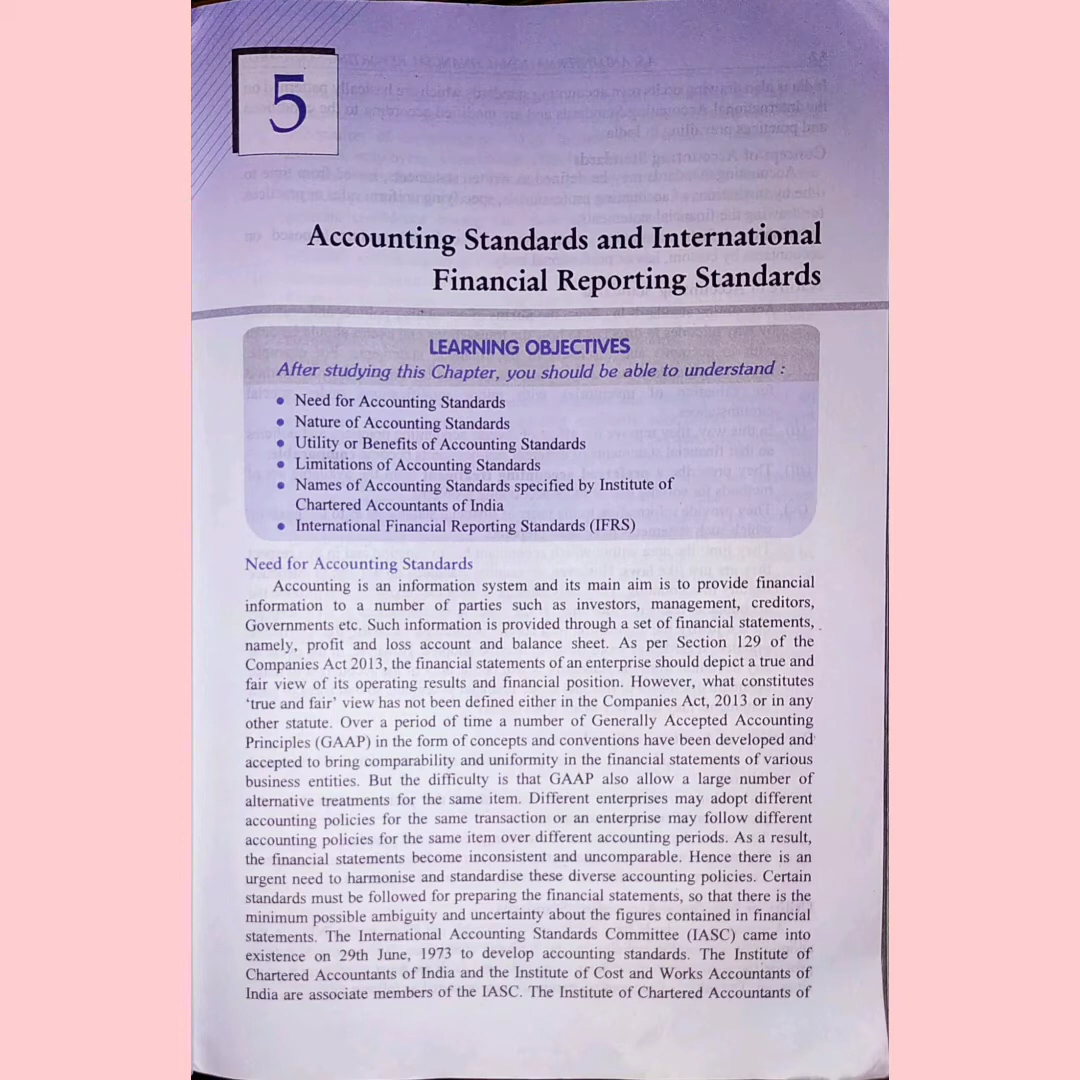 5
Accounting Standards and International
Financial Reporting Standards
LEARNING OBJECTIVES
After studying this Chapter, you should be able to understand :
• Need for Accounting Standards
• Nature of Accounting Standards
• Utility or Benefits of Accounting Standards
• Limitations of Accounting Standards
• Names of Accounting Standards specified by Institute of
Chartered Accountants of India
• International Financial Reporting Standards (IFRS)
Need for Accounting Standards
Accounting is an information system and its main aim is to provide financial
information to a number of parties such as investors, management, creditors,
Governments etc. Such information is provided through a set of financial statements,
namely, profit and loss account and balance sheet. As per Section 129 of the
Companies Act 2013, the financial statements of an enterprise should depict a true and
fair view of its operating results and financial position. However, what constitutes
‘true and fair’ view has not been defined either in the Companies Act, 2013 or in any
other statute. Over a period of time a number of Generally Accepted Accounting
Principles (GAAP) in the form of concepts and conventions have been developed and
accepted to bring comparability and uniformity in the financial statements of various
business entities. But the difficulty is that GAAP also allow a large number of
alternative treatments for the same item. Different enterprises may adopt different
accounting policies for the same transaction or an enterprise may follow different
accounting policies for the same item over different accounting periods. As a result,
the financial statements become inconsistent and uncomparable. Hence there is an
urgent need to harmonise and standardise these diverse accounting policies. Certain
standards must be followed for preparing the financial statements, so that there is the
minimum possible ambiguity and uncertainty about the figures contained in financial
statements. The International Accounting Standards Committee (IASC) came into
existence on 29th June, 1973 to develop accounting standards. The Institute of
Chartered Accountants of India and the Institute of Cost and Works Accountants of
India are associate members of the IASC. The Institute of Chartered Accountants of